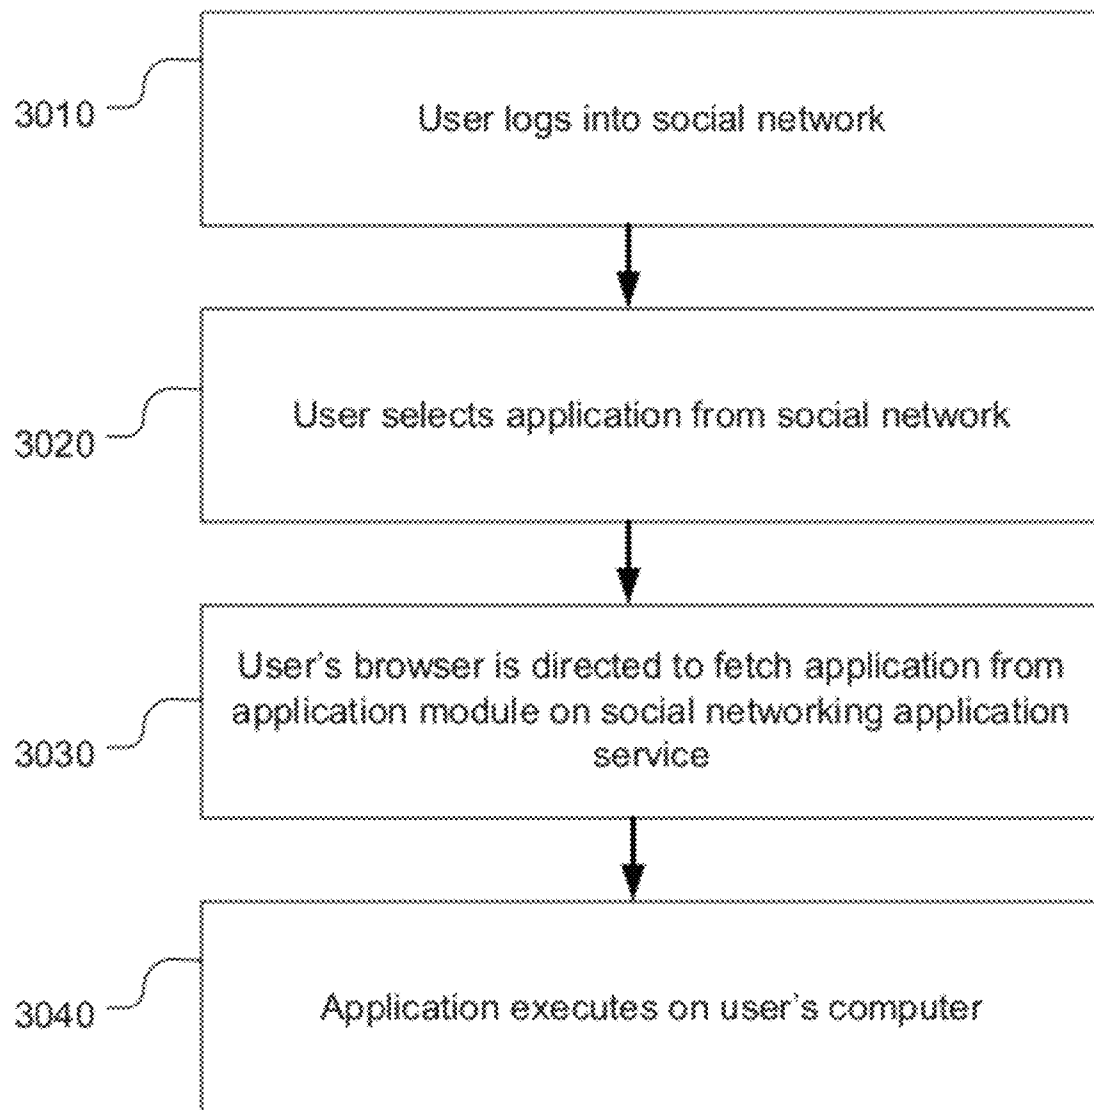 3010
User logs into social network
3020
User selects application from social network
3030
User's browser is directed to fetch application from
application module on social networking application
service
3040
Application executes on user's computer